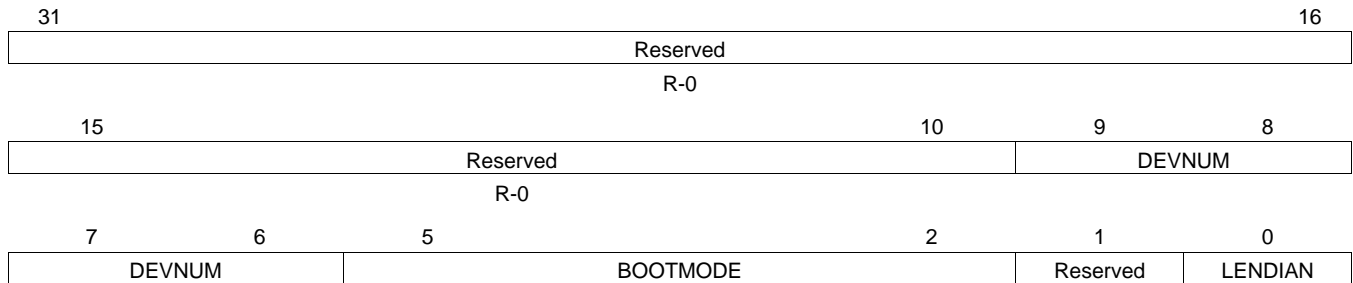 31 16
Reserved
R-0
15 10 9 8
Reserved DEVNUM
R-0
7 6 5 2 1 0
DEVNUM BOOTMODE Reserved LENDIAN